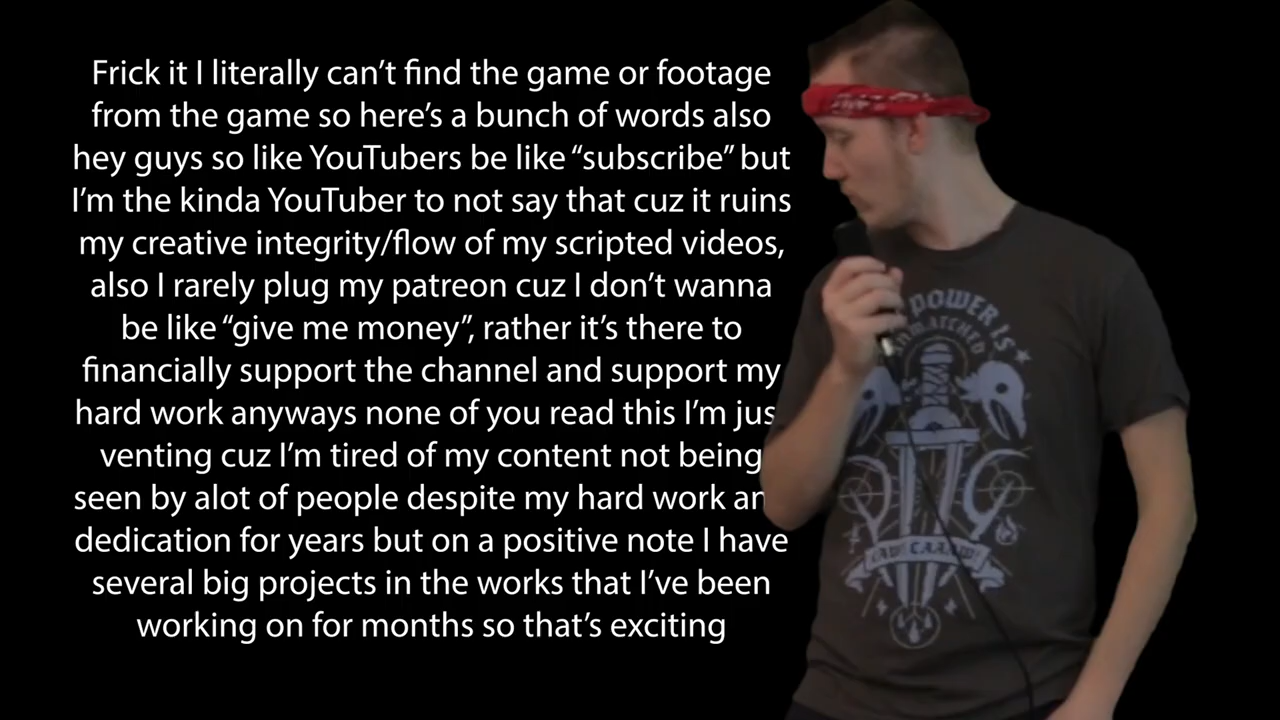 Frick it I literally can’t find the game or footage
from the game so here’s a bunch of words also
hey guys so like YouTubers be like “subscribe” but
I’m the kinda YouTuber to not say that cuz it ruins
my creative integrity/flow of my scripted videos,
also I rarely plug my patreon cuz I don’t wanna
be like “give me money”, rather it’s there to
financially support the channel and support my
hard work anyways none of you read this I’m jus
venting cuz I’m tired of my content not being
seen by alot of people despite my hard work an
dedication for years but on a positive note I have
several big projects in the works that I’ve been
working on for months so that’s exciting
POWER IS
UNMATCHED